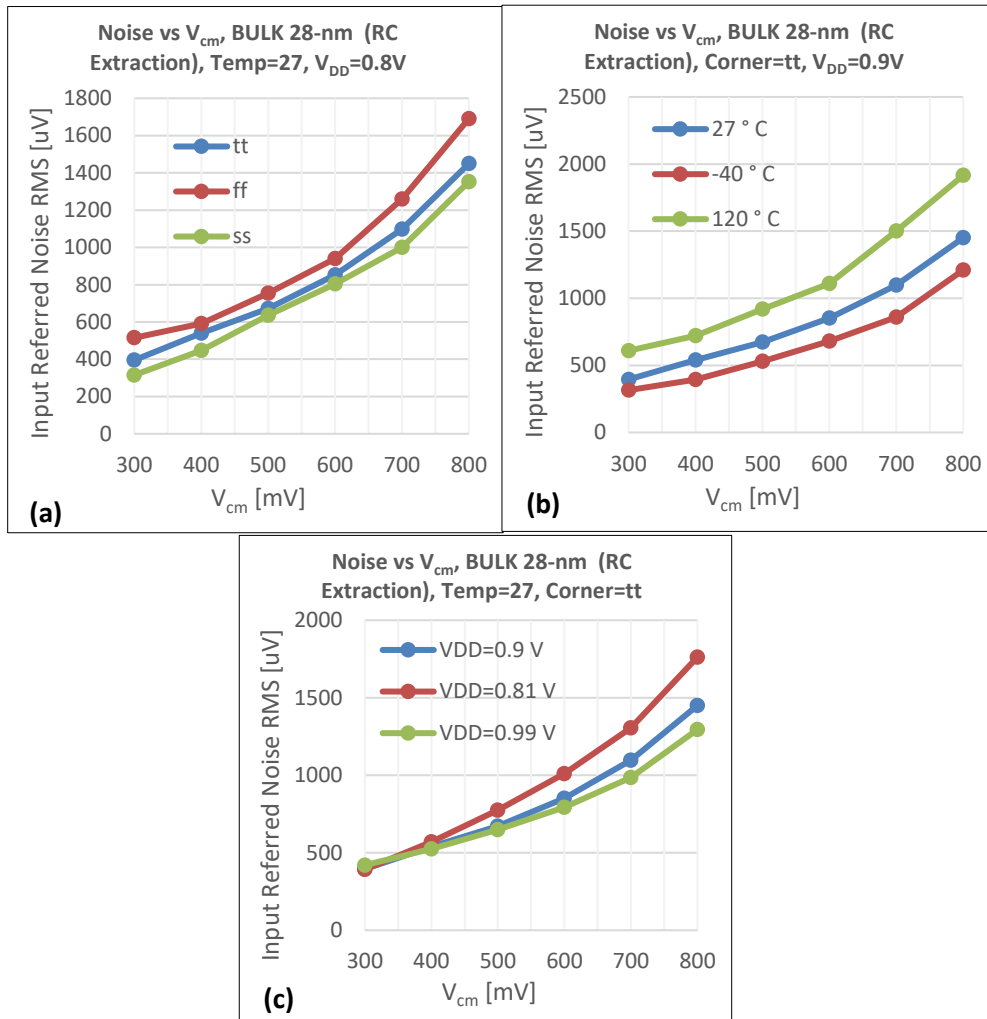 Noise vs Vcm, BULK 28-nm (RC
Extraction), Temp=27, VDD=0.8V
Input Referred Noise RMS [uV]
1800
1600
1400
1200
1000
800
600
400
200
0
tt
ff
ss
300 400 500 600 700 800
Vcm [mV]
(a)
Noise vs Vcm, BULK 28-nm (RC
Extraction), Corner=tt, VDD=0.9V
Input Referred Noise RMS [uV]
2500
2000
1500
1000
500
0
27 ° C
-40 ° C
120 ° C
300 400 500 600 700 800
Vcm [mV]
(b)
Noise vs Vcm, BULK 28-nm (RC
Extraction), Temp=27, Corner=tt
Input Referred Noise RMS [uV]
2000
1500
1000
500
0
VDD=0.9 V
VDD=0.81 V
VDD=0.99 V
300 400 500 600 700 800
Vcm [mV]
(c)